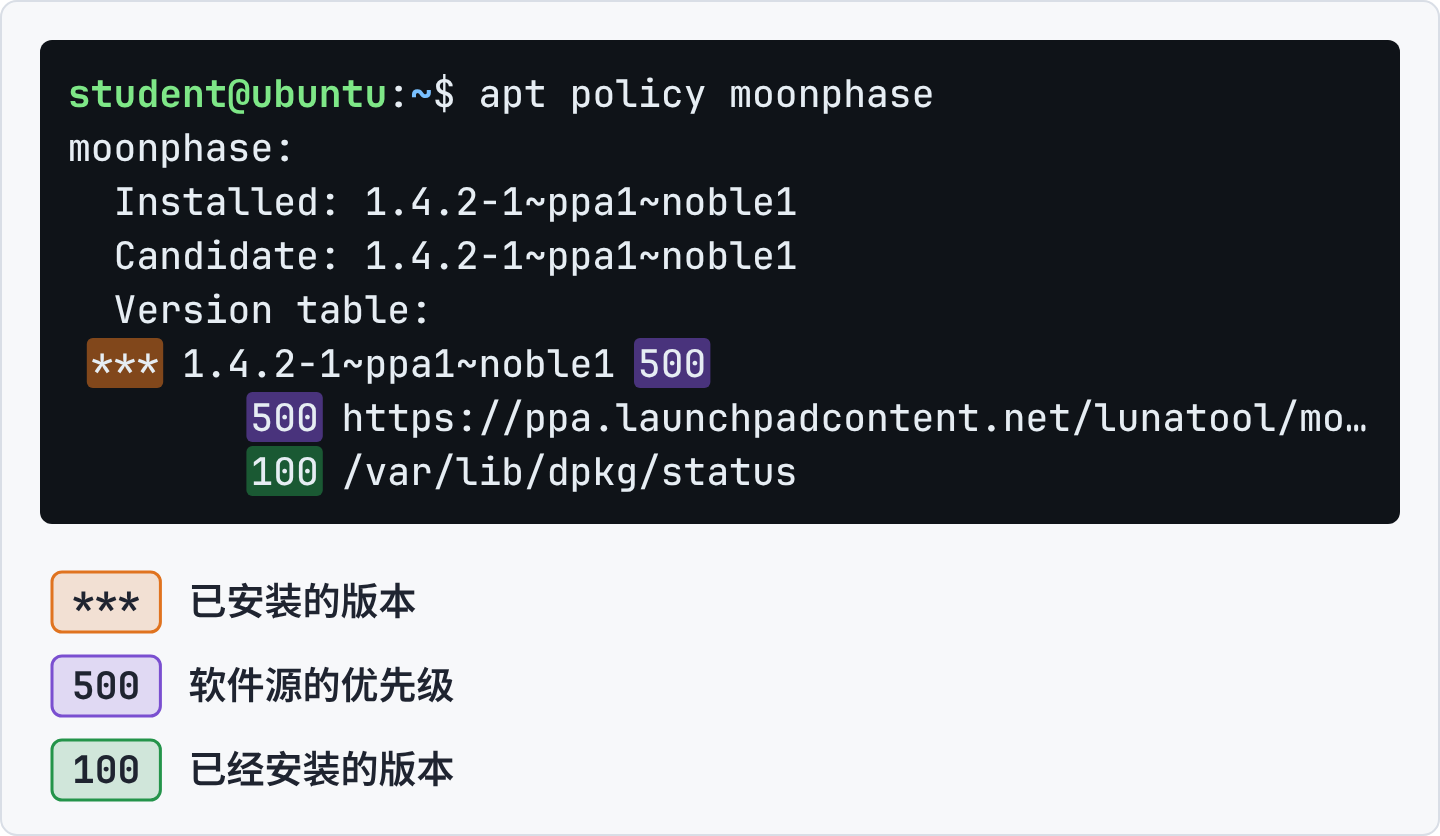 student@ubuntu:~$ apt policy moonphase
moonphase:
  Installed: 1.4.2-1~ppa1~noble1
  Candidate: 1.4.2-1~ppa1~noble1
  Version table:
 *** 1.4.2-1~ppa1~noble1 500
        500 https://ppa.launchpadcontent.net/lunatool/mo…
        100 /var/lib/dpkg/status
*** 已安装的版本
500 软件源的优先级
100 已经安装的版本